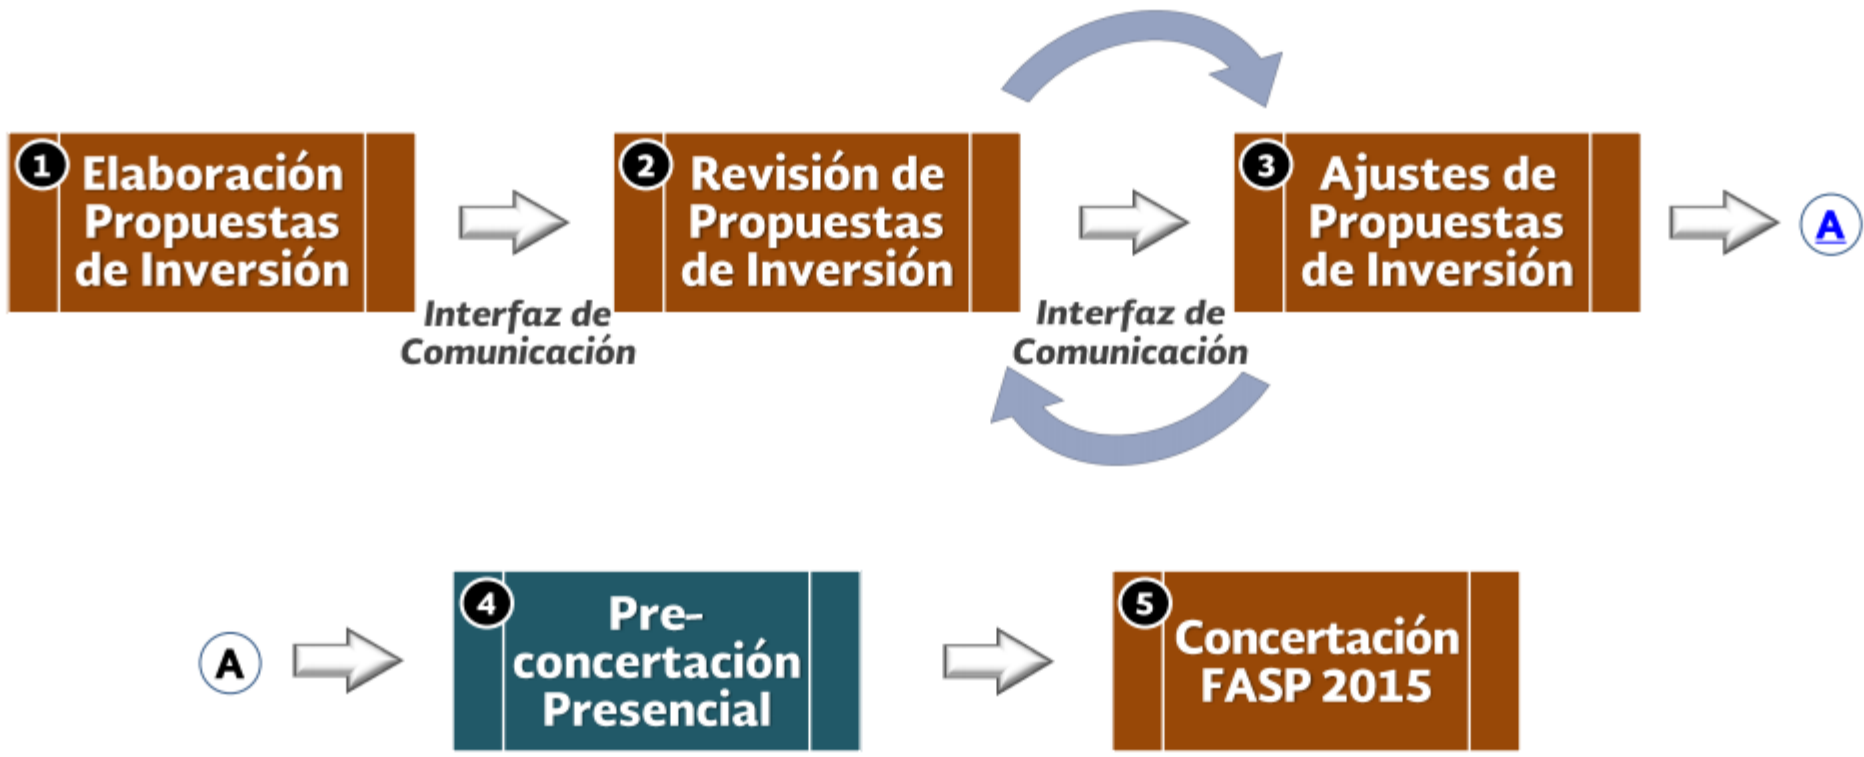 1
Elaboración
Propuestas
de Inversión
Interfaz de
Comunicación
2
Revisión de
Propuestas
de Inversión
Interfaz de
Comunicación
3
Ajustes de
Propuestas
de Inversión
A
A
4
Pre-
concertación
Presencial
5
Concertación
FASP 2015